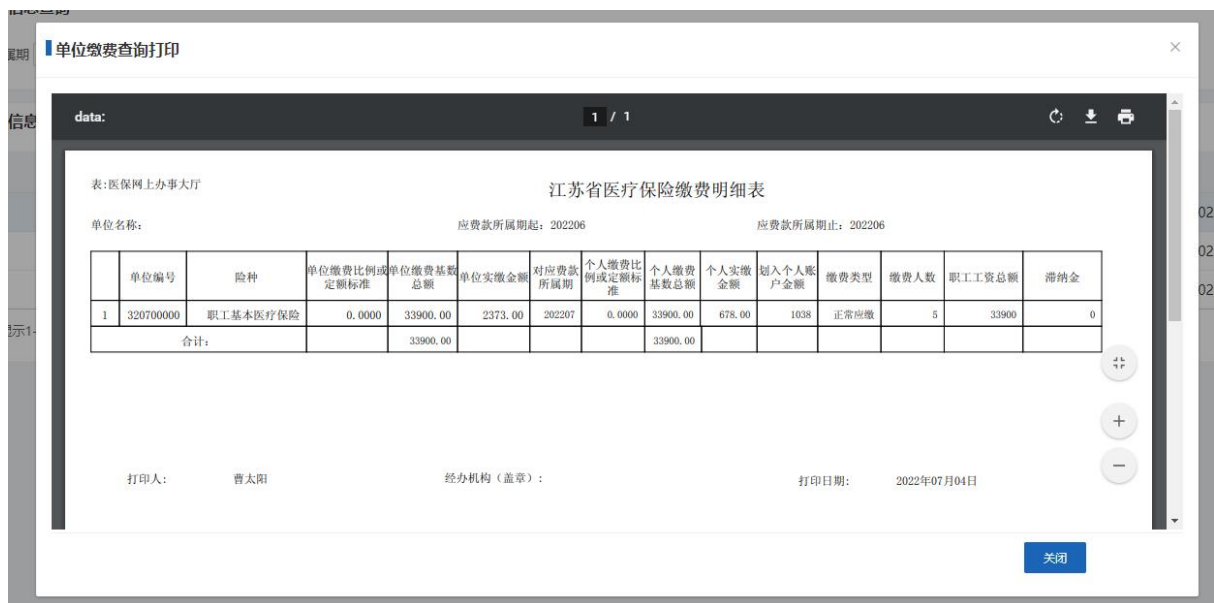 属期
单位缴费查询打印
×
信息
data:
1 / 1
表:医保网上办事大厅
江苏省医疗保险缴费明细表
单位名称:
应费款所属期起: 202206
应费款所属期止: 202206
单位编号 险种 单位缴费比例或定额标准 单位缴费基数总额 单位实缴金额 对应费款所属期 个人缴费比例或定额标准 个人缴费基数总额 个人实缴金额 划入个人账户金额 缴费类型 缴费人数 职工工资总额 滞纳金
1 320700000 职工基本医疗保险 0.0000 33900.00 2373.00 202207 0.0000 33900.00 678.00 1038 正常应缴 5 33900 0
合计: 33900.00 33900.00
02
02
02
显示1-
打印人: 曹太阳 经办机构（盖章）: 打印日期: 2022年07月04日
关闭